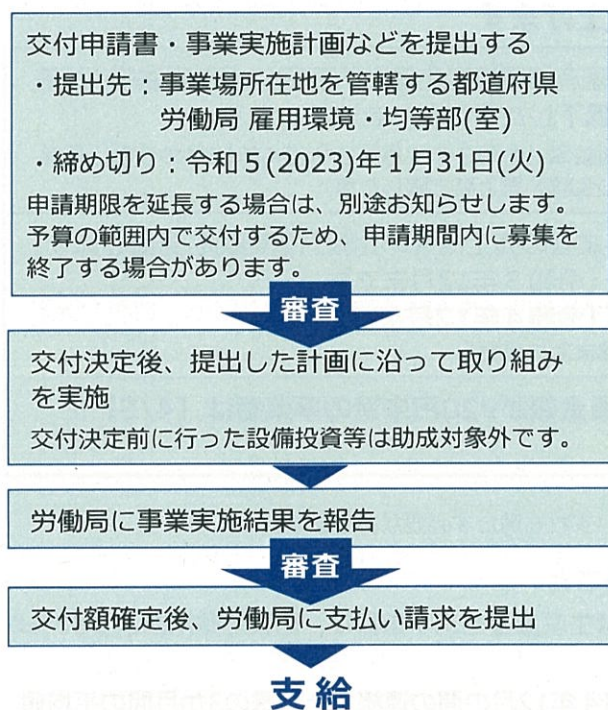 交付申請書・事業実施計画などを提出する
・提出先：事業場所在地を管轄する都道府県
労働局 雇用環境・均等部(室)
・締め切り：令和５(2023)年１月31日(火)
申請期限を延長する場合は、別途お知らせします。
予算の範囲内で交付するため、申請期間内に募集を
終了する場合があります。
審査
交付決定後、提出した計画に沿って取り組み
を実施
交付決定前に行った設備投資等は助成対象外です。
労働局に事業実施結果を報告
審査
交付額確定後、労働局に支払い請求を提出
支給